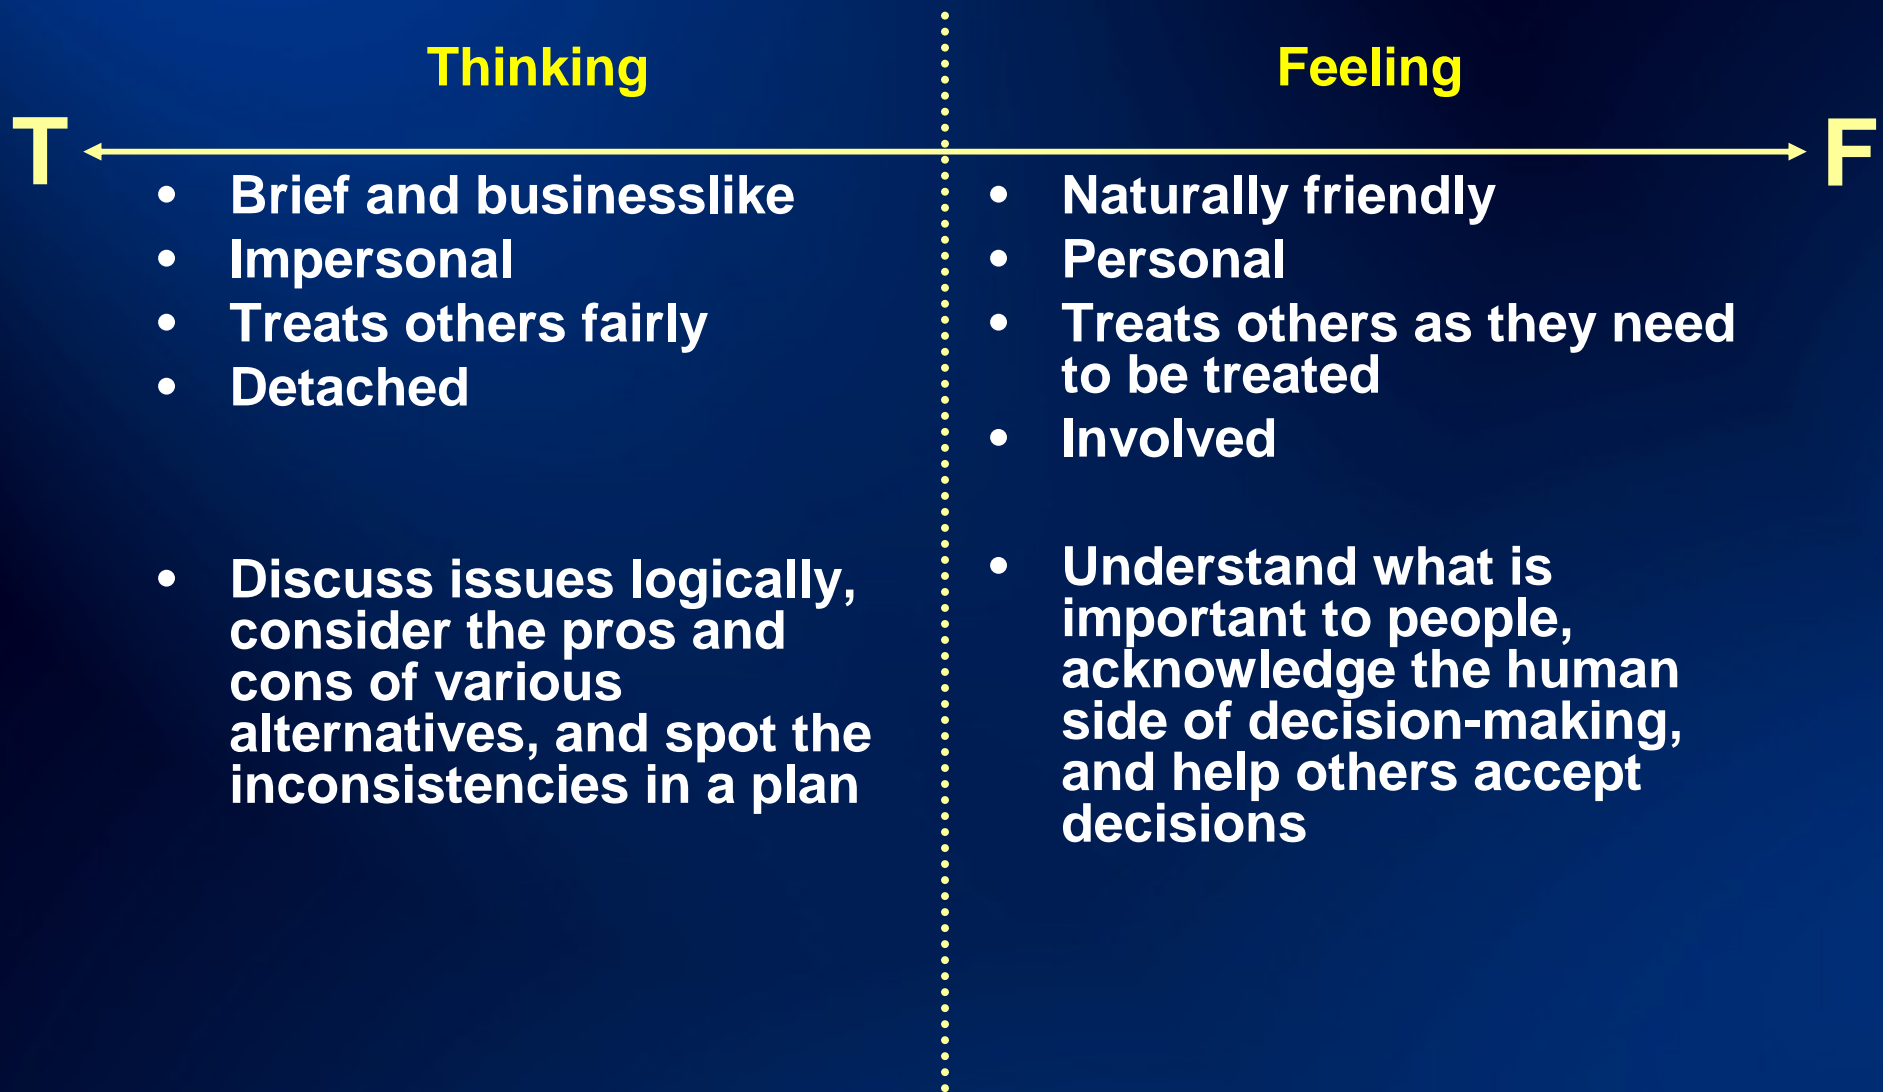 Thinking
Feeling
T
F
• Brief and businesslike
• Impersonal
• Treats others fairly
• Detached
• Discuss issues logically,
consider the pros and
cons of various
alternatives, and spot the
inconsistencies in a plan
• Naturally friendly
• Personal
• Treats others as they need
to be treated
• Involved
• Understand what is
important to people,
acknowledge the human
side of decision-making,
and help others accept
decisions